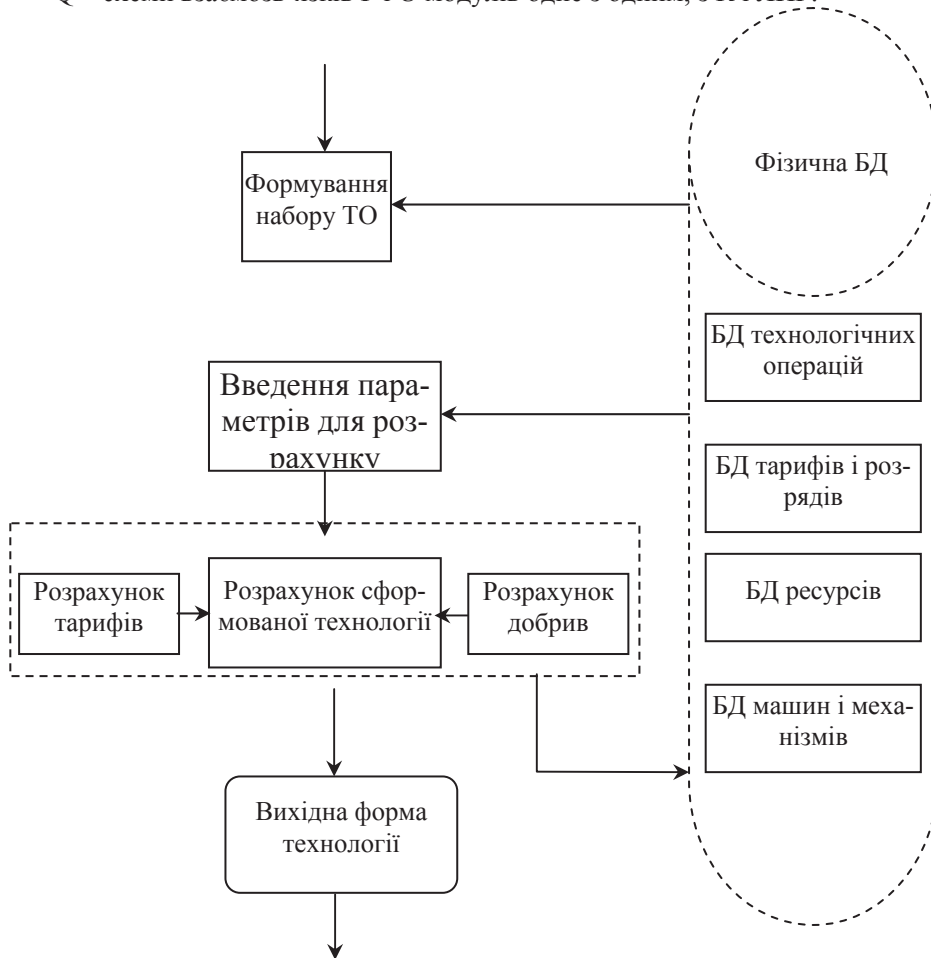 Формування
набору ТО
Фізична БД
БД технологічних
операцій
Введення пара-
метрів для роз-
рахунку
БД тарифів і роз-
рядів
Розрахунок
тарифів
Розрахунок сфор-
мованої технології
Розрахунок
добрив
БД ресурсів
БД машин і меха-
нізмів
Вихідна форма
технології